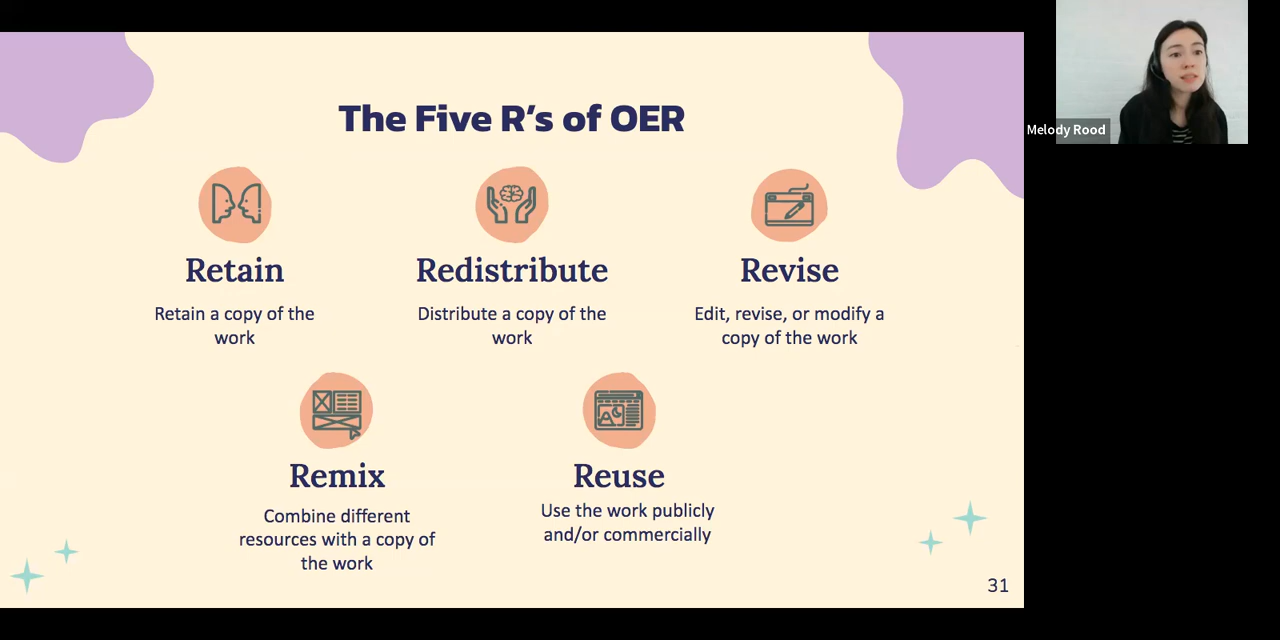 The Five R's of OER
Retain
Retain a copy of the
work
Redistribute
Distribute a copy of the
work
Revise
Edit, revise, or modify a
copy of the work
Remix
Combine different
resources with a copy of
the work
Reuse
Use the work publicly
and/or commercially
31
Melody Rood